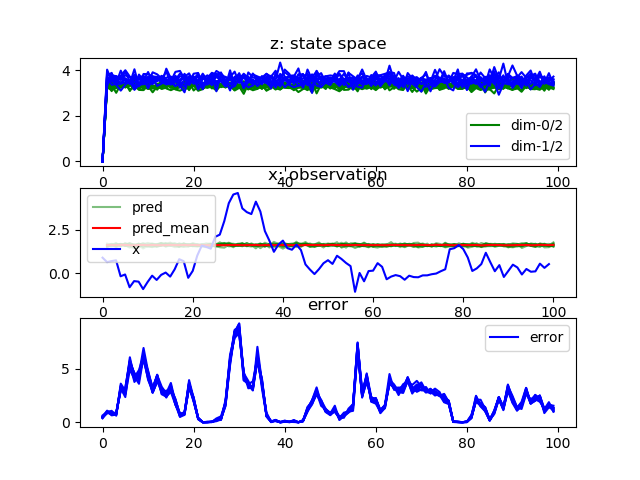 z: state space
4
2
0
dim-0/2
dim-1/2
0 20 40 60 80 100
x: observation
2.5
0.0
pred
pred_mean
x
0 20 40 60 80 100
error
5
0
error
0 20 40 60 80 100